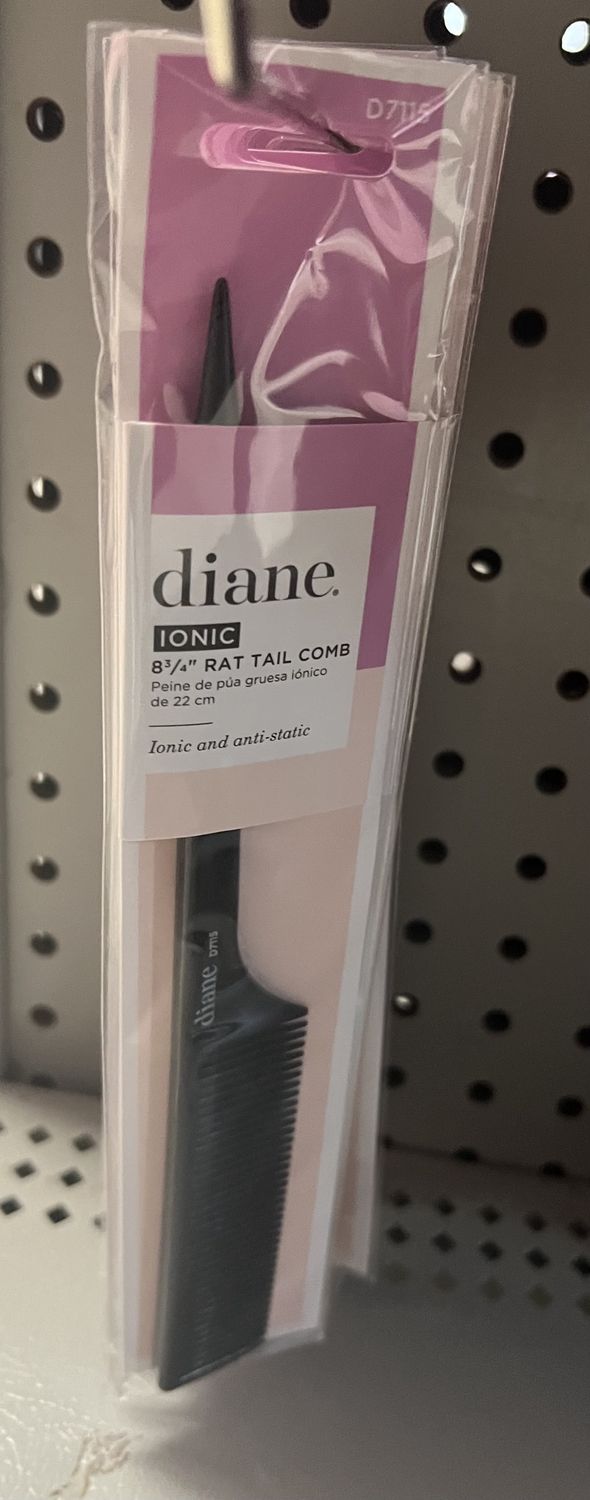 D7115
diane.
IONIC
8³/₄" RAT TAIL COMB
Peine de púa gruesa iónico
de 22 cm
Ionic and anti-static
diane D7115